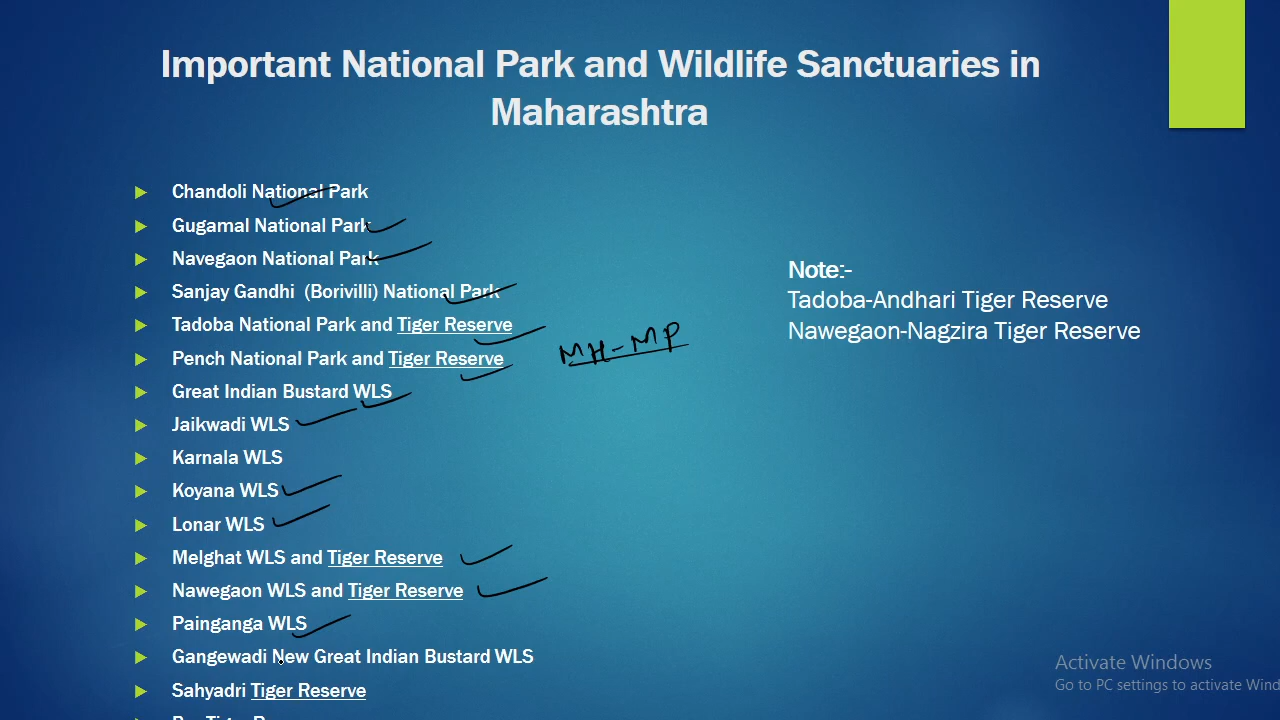 Important National Park and Wildlife Sanctuaries in
Maharashtra
Chandoli National Park
Gugamal National Park
Navegaon National Park
Sanjay Gandhi (Borivilli) National Park
Tadoba National Park and Tiger Reserve
Pench National Park and Tiger Reserve
MH-MP
Great Indian Bustard WLS
Jaikwadi WLS
Karnala WLS
Koyana WLS
Lonar WLS
Melghat WLS and Tiger Reserve
Nawegaon WLS and Tiger Reserve
Painganga WLS
Gangewadi New Great Indian Bustard WLS
Sahyadri Tiger Reserve
Note:-
Tadoba-Andhari Tiger Reserve
Nawegaon-Nagzira Tiger Reserve
Activate Windows
Go to PC settings to activate Wind